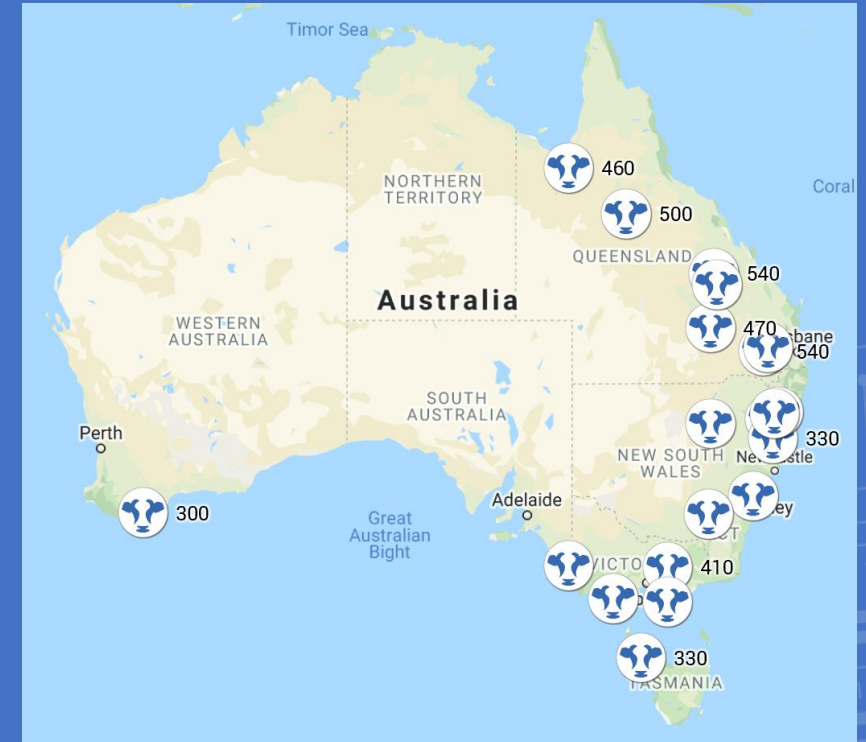 Timor Sea
460
NORTHERN
TERRITORY
Coral
500
QUEENSLAND
540
Australia
470
sbane
540
WESTERN
AUSTRALIA
SOUTH
AUSTRALIA
Perth
330
NEW SOUTH
WALES
Adelaide
300
Great
Australian
Bight
410
330
TASMANIA